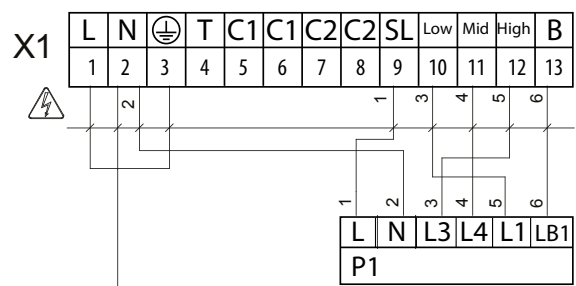 X1
L N T C1 C1 C2 C2 SL Low Mid High B
1 2 3 4 5 6 7 8 9 10 11 12 13
2 1 3 4 5 6
1 2 3 4 5 6
L N L3 L4 L1 LB1
P1